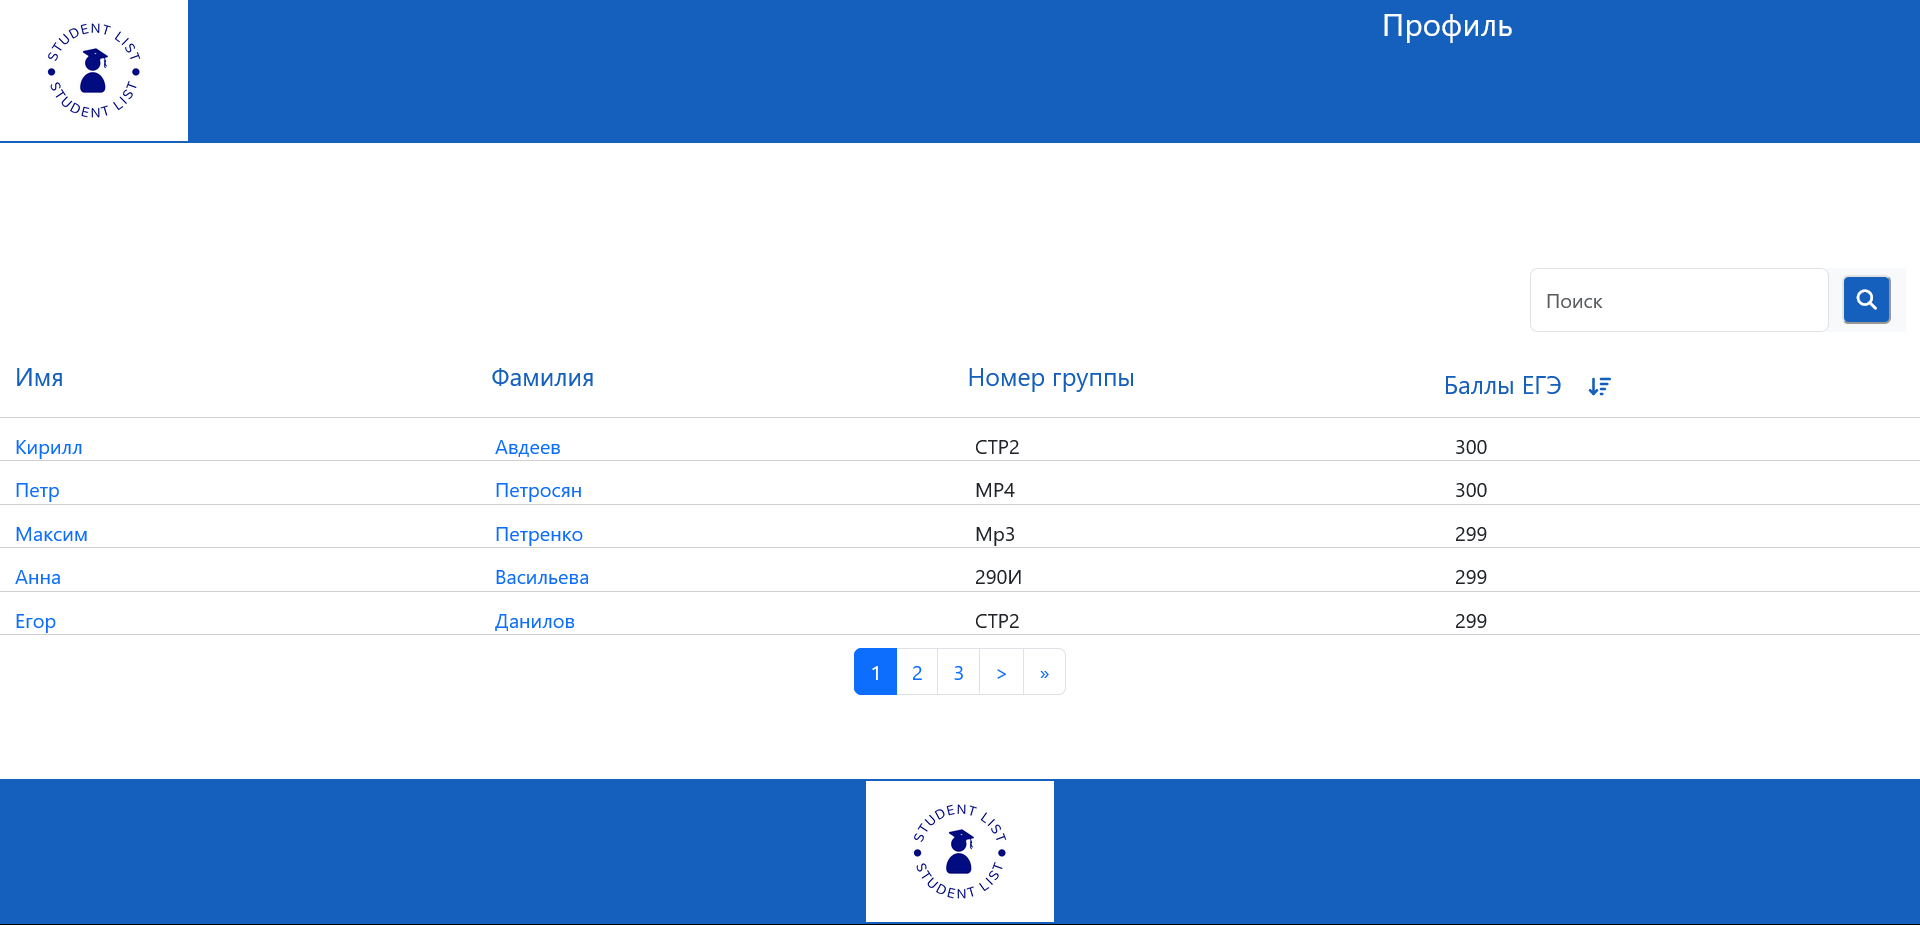 STUDENT LIST
STUDENT LIST
Профиль
Поиск
Имя Фамилия Номер группы Баллы ЕГЭ
Кирилл Авдеев СТР2 300
Петр Петросян МР4 300
Максим Петренко Мр3 299
Анна Васильева 290И 299
Егор Данилов СТР2 299
1 2 3 > »
STUDENT LIST
STUDENT LIST